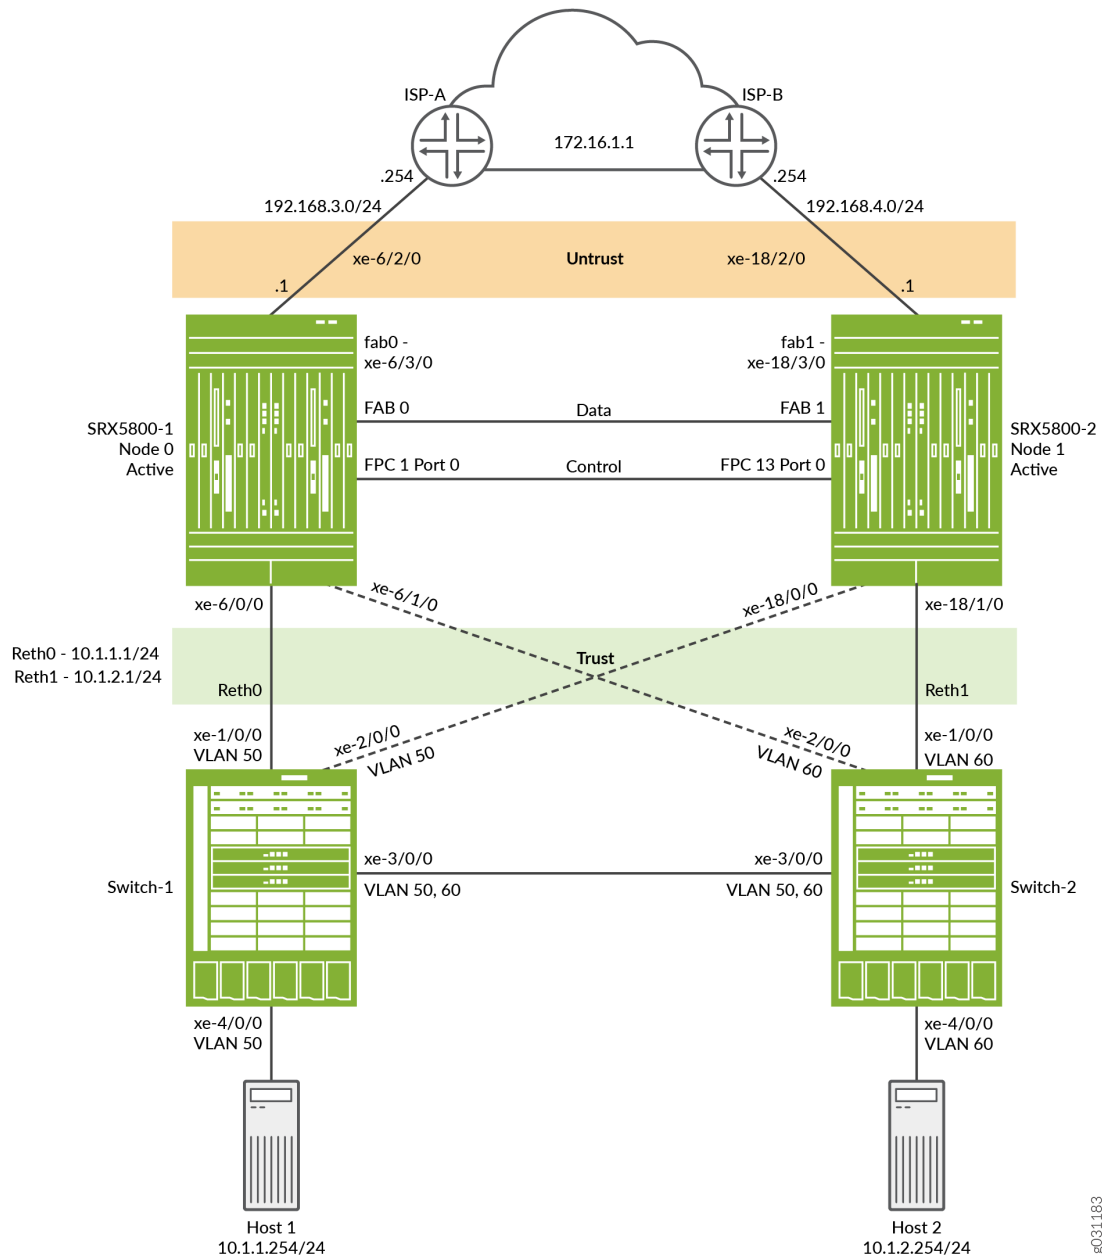 ISP-A
ISP-B
172.16.1.1
.254
.254
192.168.3.0/24
192.168.4.0/24
xe-6/2/0
Untrust
xe-18/2/0
.1
.1
fab0 -
xe-6/3/0
fab1 -
xe-18/3/0
FAB 0
Data
FAB 1
SRX5800-1
Node 0
Active
SRX5800-2
Node 1
Active
FPC 1 Port 0
Control
FPC 13 Port 0
xe-6/0/0
xe-6/1/0
xe-18/0/0
xe-18/1/0
Reth0 - 10.1.1.1/24
Reth1 - 10.1.2.1/24
Trust
Reth0
Reth1
xe-1/0/0
VLAN 50
xe-2/0/0
VLAN 50
xe-2/0/0
VLAN 60
xe-1/0/0
VLAN 60
xe-3/0/0
xe-3/0/0
Switch-1
VLAN 50, 60
VLAN 50, 60
Switch-2
xe-4/0/0
VLAN 50
xe-4/0/0
VLAN 60
Host 1
10.1.1.254/24
Host 2
10.1.2.254/24
g031183